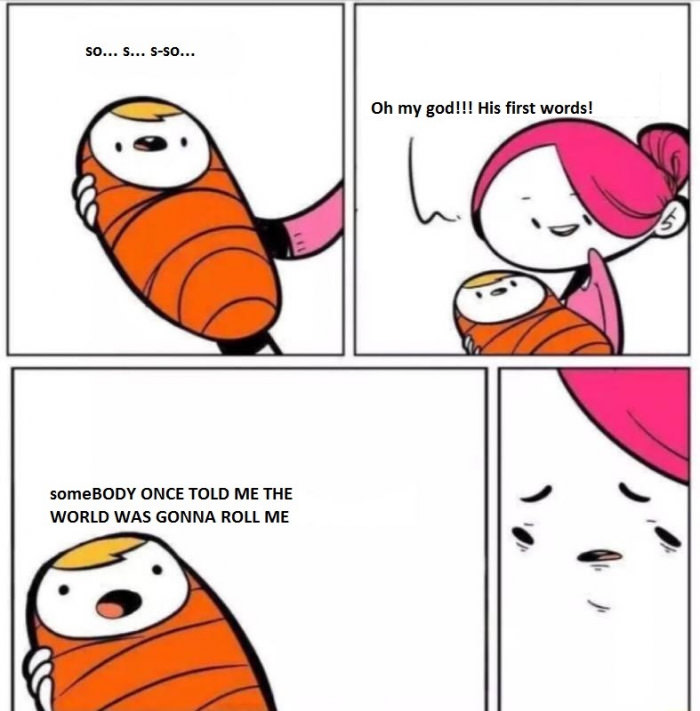 so... s... s-so...
Oh my god!!! His first words!
someBODY ONCE TOLD ME THE
WORLD WAS GONNA ROLL ME